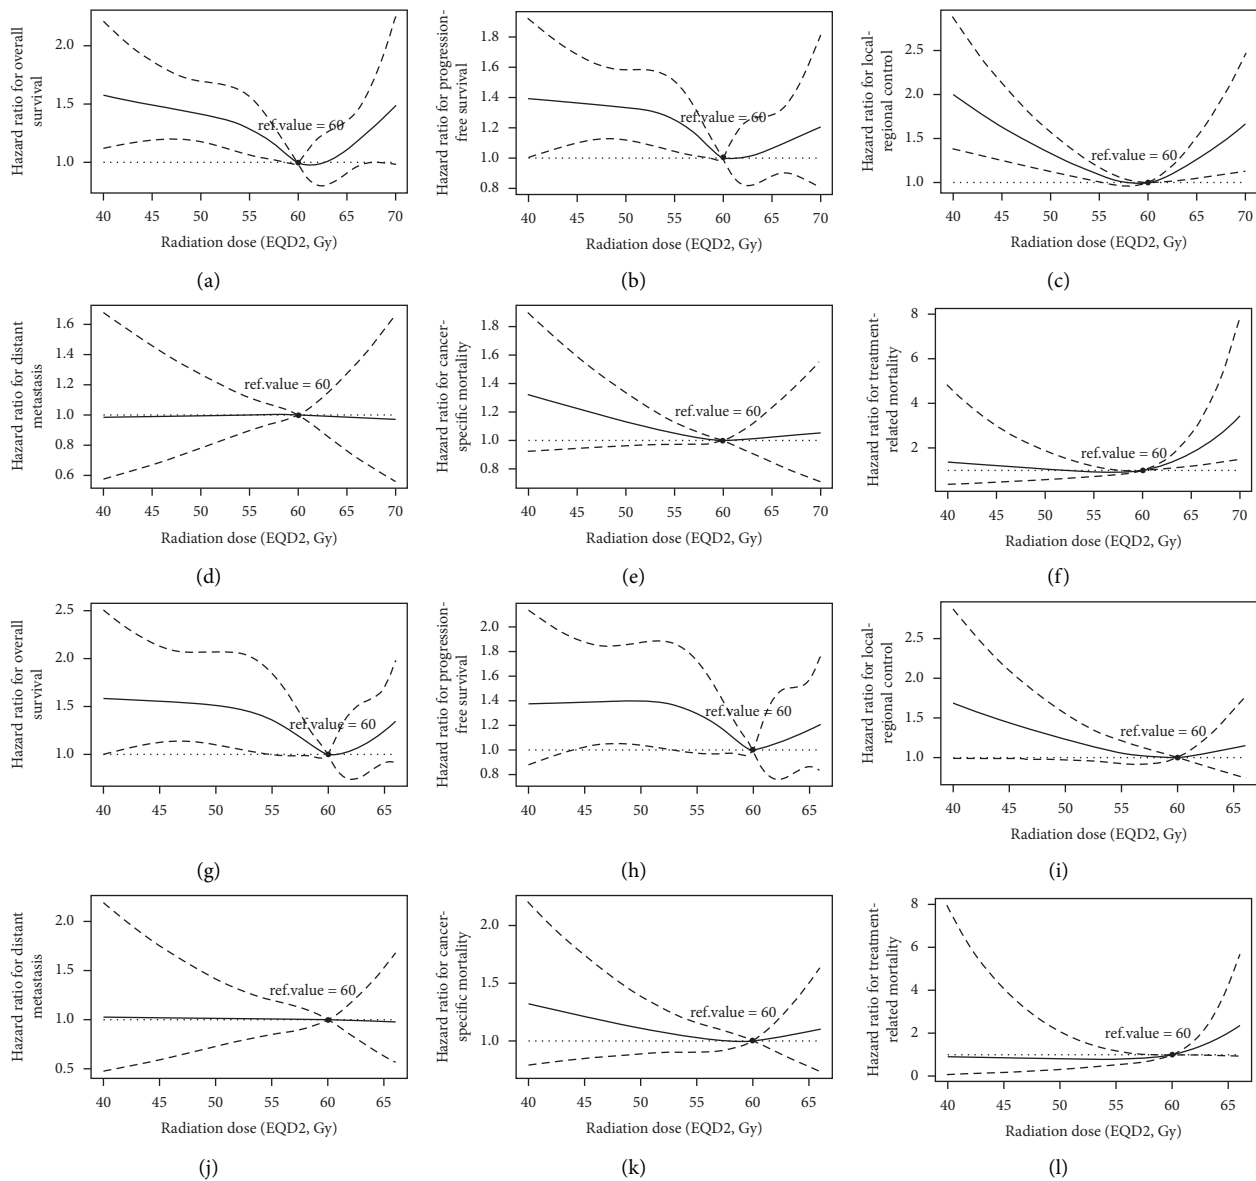 Hazard ratio for overall
survival
2.0
1.5
1.0
ref.value = 60
40 45 50 55 60 65 70
Radiation dose (EQD2, Gy)
(a)
Hazard ratio for progression-
free survival
1.8
1.6
1.4
1.2
1.0
0.8
ref.value = 60
40 45 50 55 60 65 70
Radiation dose (EQD2, Gy)
(b)
Hazard ratio for local-
regional control
2.5
2.0
1.5
1.0
ref.value = 60
40 45 50 55 60 65 70
Radiation dose (EQD2, Gy)
(c)
Hazard ratio for distant
metastasis
1.6
1.4
1.2
1.0
0.8
0.6
ref.value = 60
40 45 50 55 60 65 70
Radiation dose (EQD2, Gy)
(d)
Hazard ratio for cancer-
specific mortality
1.8
1.6
1.4
1.2
1.0
0.8
ref.value = 60
40 45 50 55 60 65 70
Radiation dose (EQD2, Gy)
(e)
Hazard ratio for treatment-
related mortality
8
6
4
2
ref.value = 60
40 45 50 55 60 65 70
Radiation dose (EQD2, Gy)
(f)
Hazard ratio for overall
survival
2.5
2.0
1.5
1.0
ref.value = 60
40 45 50 55 60 65
Radiation dose (EQD2, Gy)
(g)
Hazard ratio for progression-
free survival
2.0
1.8
1.6
1.4
1.2
1.0
0.8
ref.value = 60
40 45 50 55 60 65
Radiation dose (EQD2, Gy)
(h)
Hazard ratio for local-
regional control
2.5
2.0
1.5
1.0
ref.value = 60
40 45 50 55 60 65
Radiation dose (EQD2, Gy)
(i)
Hazard ratio for distant
metastasis
2.0
1.5
1.0
0.5
ref.value = 60
40 45 50 55 60 65
Radiation dose (EQD2, Gy)
(j)
Hazard ratio for cancer-
specific mortality
2.0
1.5
1.0
ref.value = 60
40 45 50 55 60 65
Radiation dose (EQD2, Gy)
(k)
Hazard ratio for treatment-
related mortality
8
6
4
2
0
ref.value = 60
40 45 50 55 60 65
Radiation dose (EQD2, Gy)
(l)